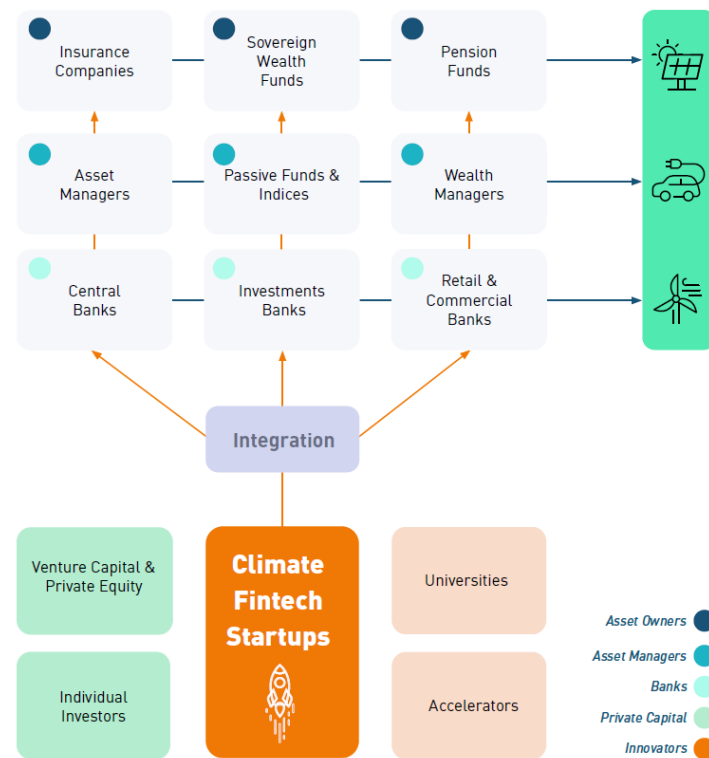 Insurance
Companies
Sovereign
Wealth
Funds
Pension
Funds
Asset
Managers
Passive Funds &
Indices
Wealth
Managers
Central
Banks
Investments
Banks
Retail &
Commercial
Banks
Integration
Venture Capital &
Private Equity
Climate
Fintech
Startups
Universities
Individual
Investors
Accelerators
Asset Owners
Asset Managers
Banks
Private Capital
Innovators